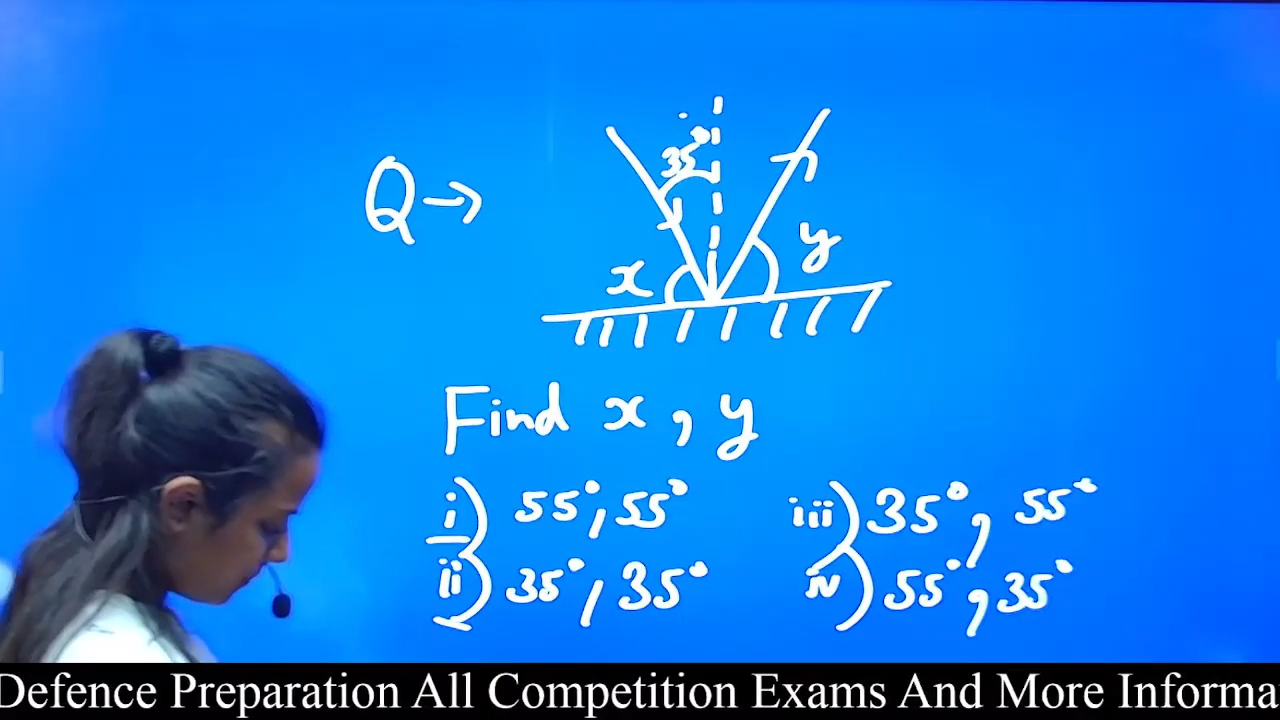 35°
Q→
x
y
Find x, y
i) 55°, 55°
iii) 35°, 55°
ii) 35°, 35°
iv) 55°, 35°
Defence Preparation All Competition Exams And More Informa